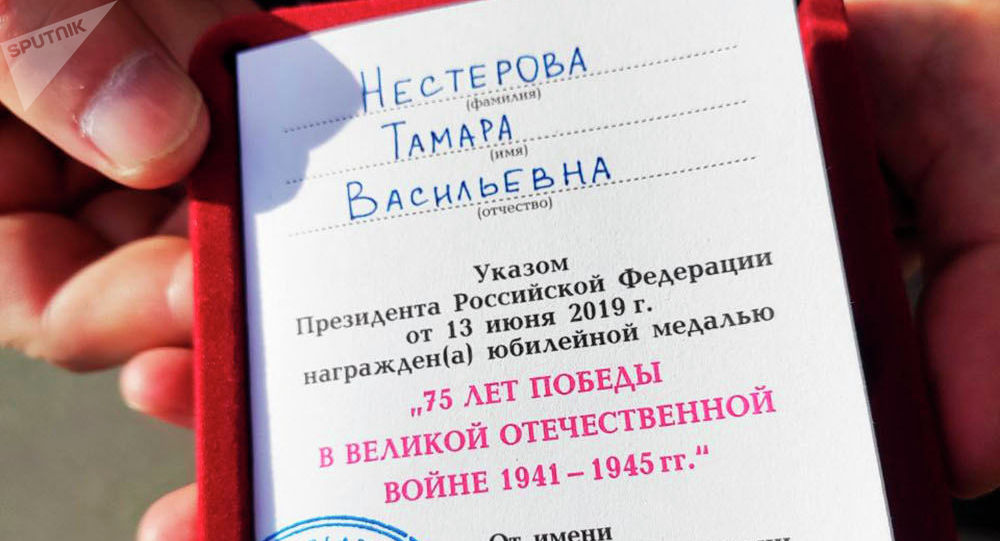 SPUTNIK
НЕСТЕРОВА
(фамилия)
ТАМАРА
(имя)
ВАСИЛЬЕВНА
(отчество)
Указом
Президента Российской Федерации
от 13 июня 2019 г.
награжден(а) юбилейной медалью
„75 ЛЕТ ПОБЕДЫ
В ВЕЛИКОЙ ОТЕЧЕСТВЕННОЙ
ВОЙНЕ 1941 – 1945 гг.“
От имени